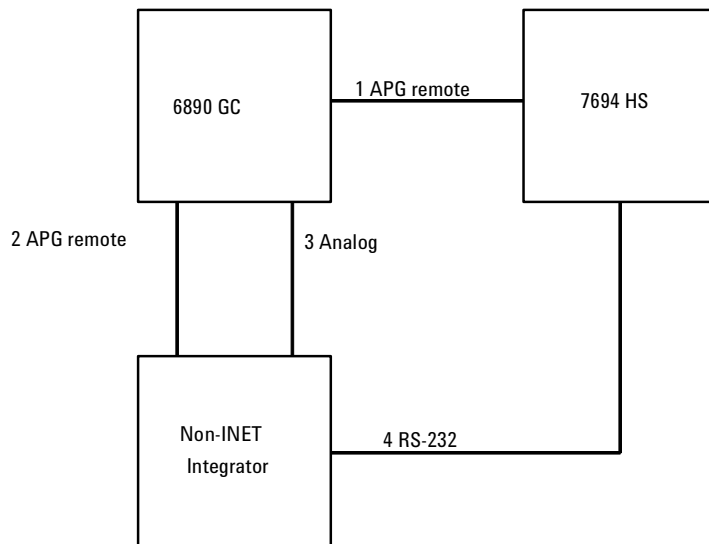 6890 GC
1 APG remote
7694 HS
2 APG remote
3 Analog
Non-INET
Integrator
4 RS-232